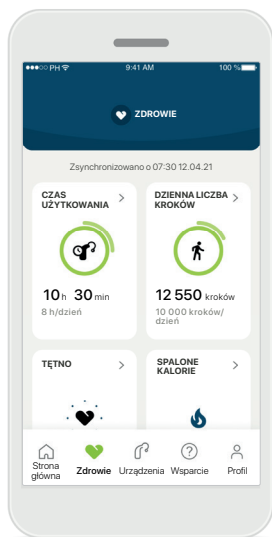 PH 9:41 AM 100 %
ZDROWIE
Zsynchronizowano o 07:30 12.04.21
CZAS
UŻYTKOWANIA
DZIENNA LICZBA
KROKÓW
10 h 30 min
8 h/dzień
12 550 kroków
10 000 kroków/
dzień
TĘTNO
SPALONE
KALORIE
Strona
główna
Zdrowie
Urządzenia
Wsparcie
Profil